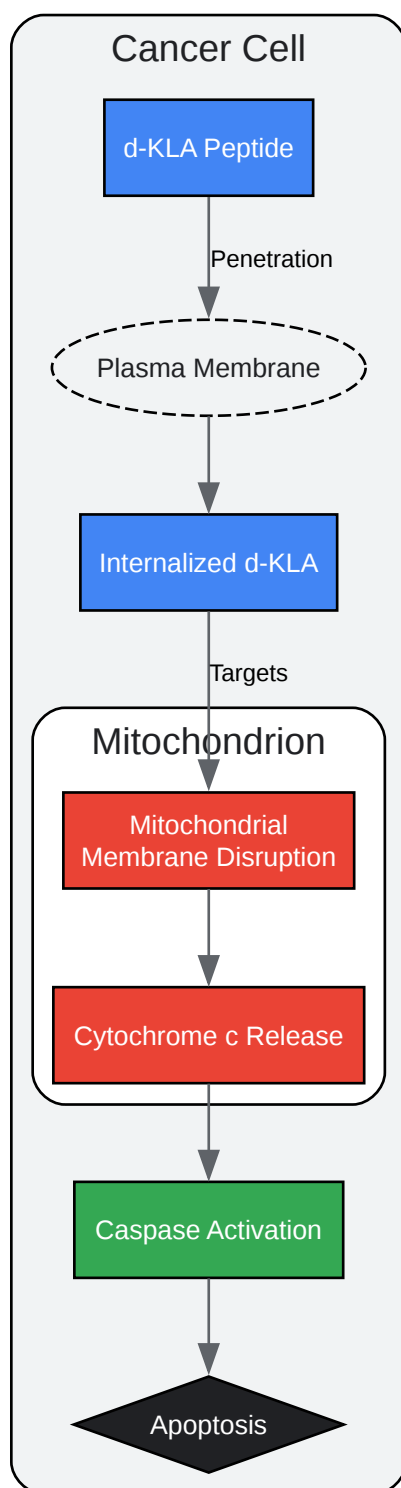 Cancer Cell
d-KLA Peptide
Penetration
Plasma Membrane
Internalized d-KLA
Targets
Mitochondrion
Mitochondrial
Membrane Disruption
Cytochrome c Release
Caspase Activation
Apoptosis